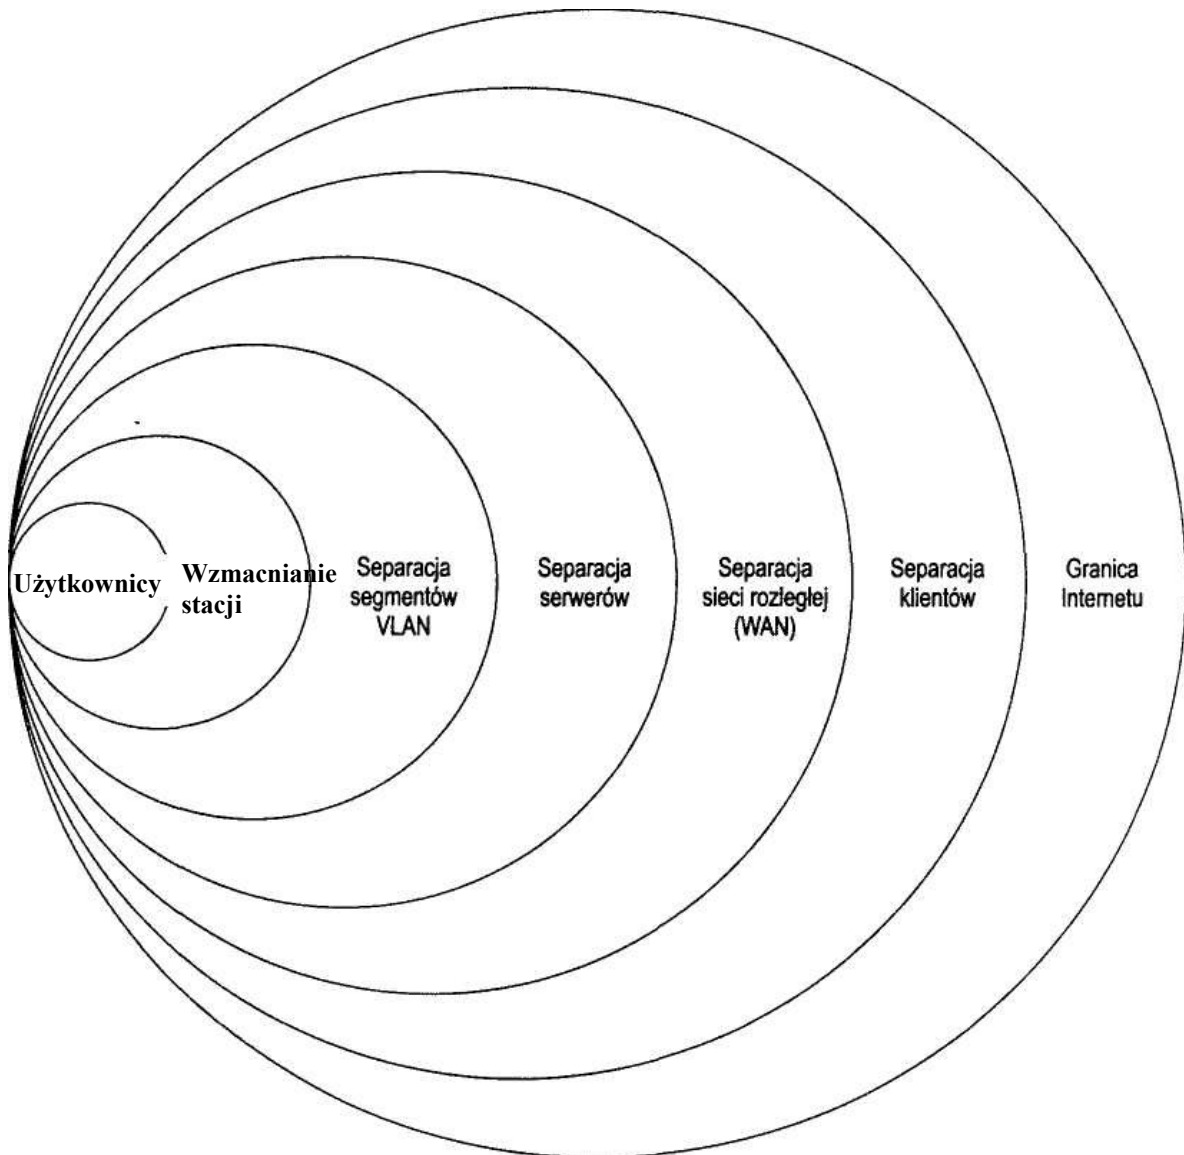 Użytkownicy
Wzmacnianie
stacji
Separacja
segmentów
VLAN
Separacja
serwerów
Separacja
sieci rozległej
(WAN)
Separacja
klientów
Granica
Internetu